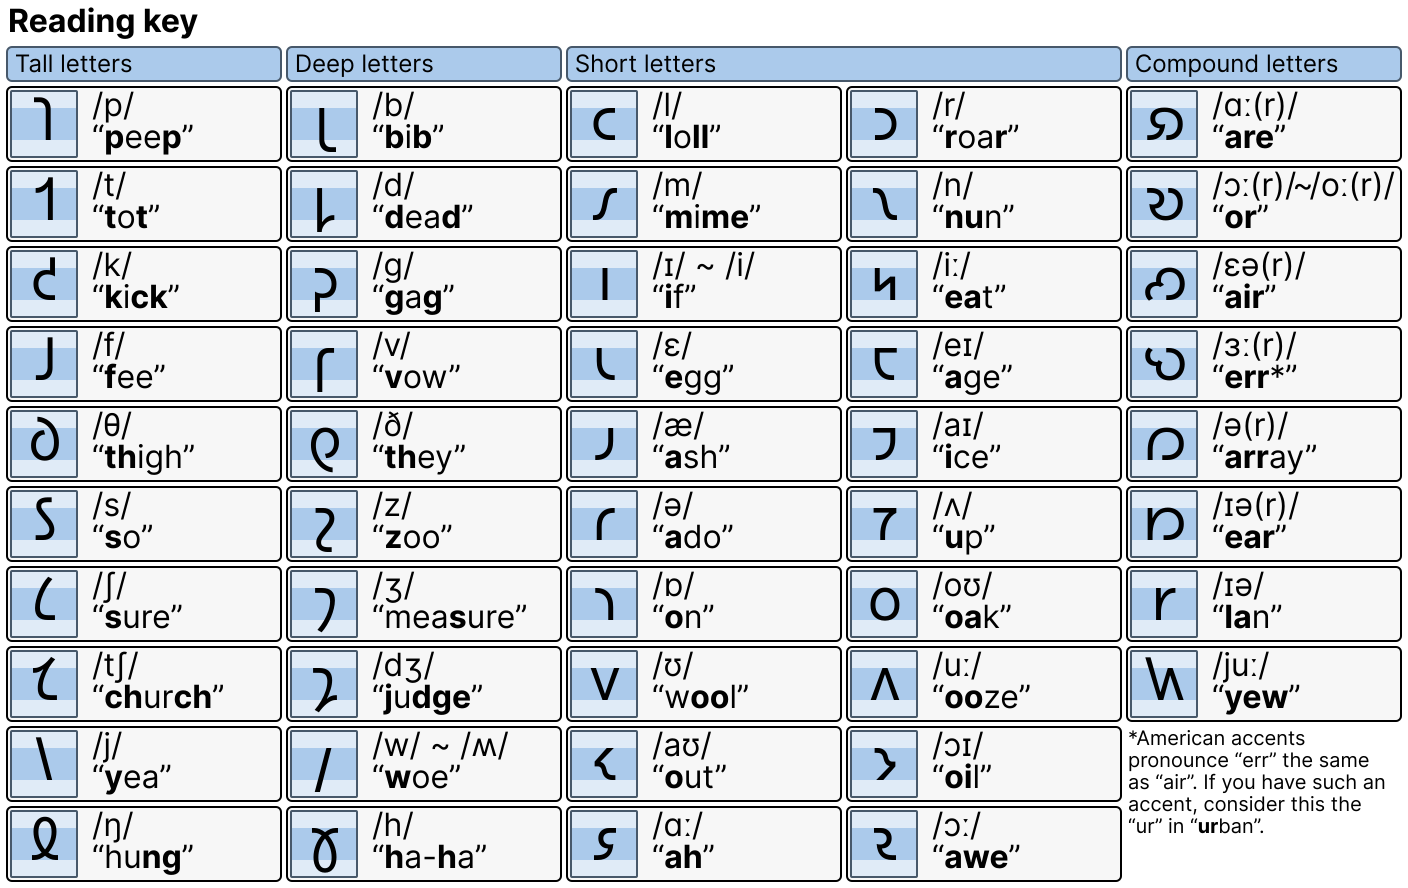 Reading key
Tall letters
Deep letters
Short letters
Compound letters
/p/
“peep”
/b/
“bib”
/l/
“loll”
/r/
“roar”
/ɑː(r)/
“are”
/t/
“tot”
/d/
“dead”
/m/
“mime”
/n/
“nun”
/ɔː(r)/~/oː(r)/
“or”
/k/
“kick”
/ɡ/
“gag”
/ɪ/ ~ /i/
“if”
/iː/
“eat”
/ɛə(r)/
“air”
/f/
“fee”
/v/
“vow”
/ɛ/
“egg”
/eɪ/
“age”
/ɜː(r)/
“err*”
/θ/
“thigh”
/ð/
“they”
/æ/
“ash”
/aɪ/
“ice”
/ə(r)/
“array”
/s/
“so”
/z/
“zoo”
/ə/
“ado”
/ʌ/
“up”
/ɪə(r)/
“ear”
/ʃ/
“sure”
/ʒ/
“measure”
/ɒ/
“on”
/oʊ/
“oak”
/ɪə/
“Ian”
/tʃ/
“church”
/dʒ/
“judge”
/ʊ/
“wool”
/uː/
“ooze”
/juː/
“yew”
/j/
“yea”
/w/ ~ /ʍ/
“woe”
/aʊ/
“out”
/ɔɪ/
“oil”
/ŋ/
“hung”
/h/
“ha-ha”
/ɑː/
“ah”
/ɔː/
“awe”
*American accents
pronounce “err” the same
as “air”. If you have such an
accent, consider this the
“ur” in “urban”.